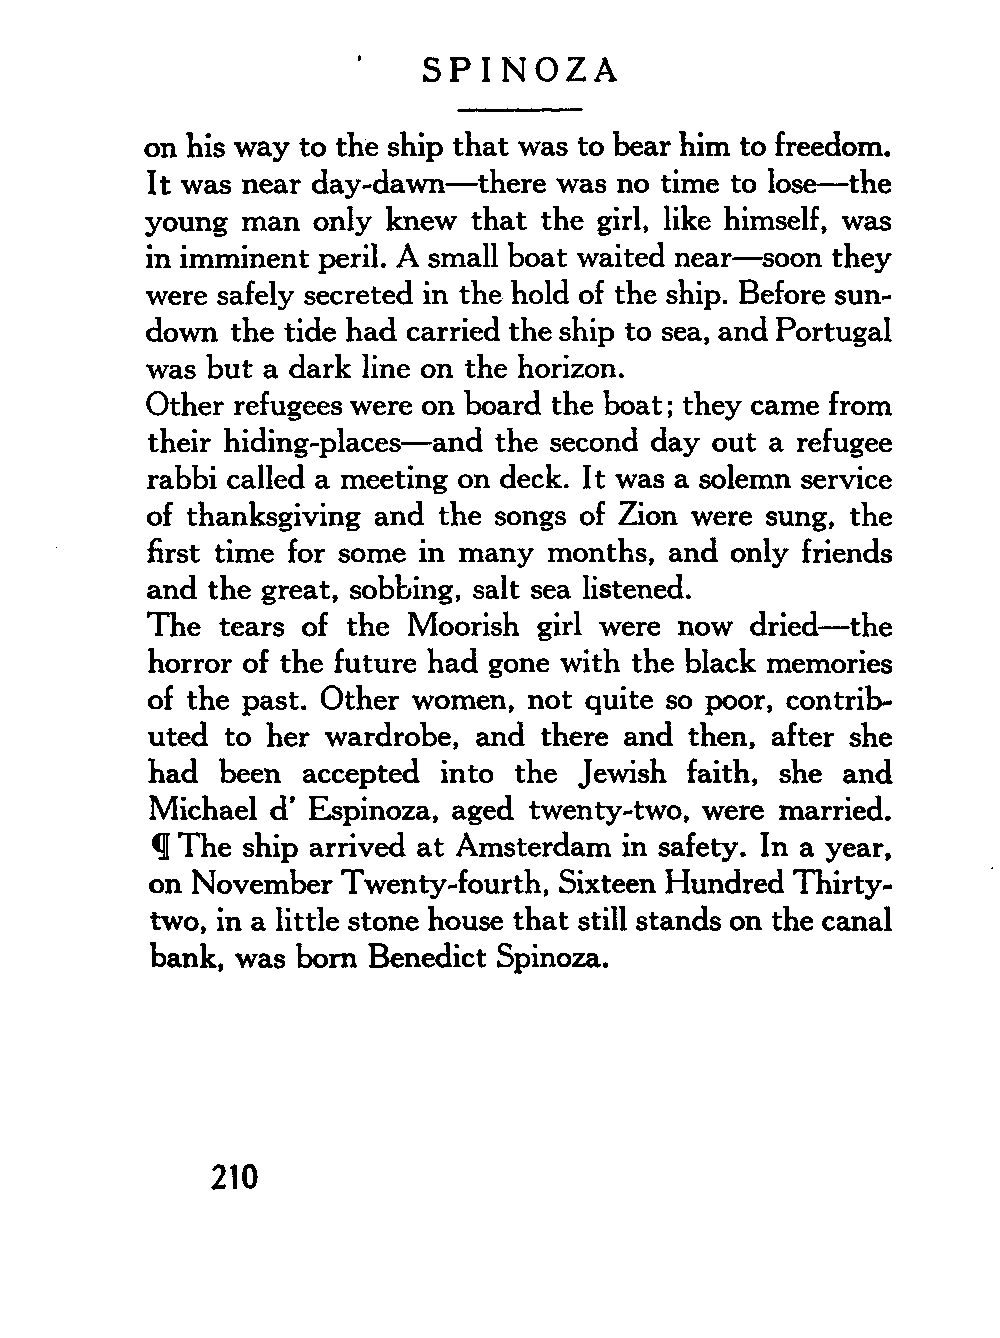 SPINOZA
on his way to the ship that was to bear him to freedom.
It was near day-dawn—there was no time to lose—the
young man only knew that the girl, like himself, was
in imminent peril. A small boat waited near—soon they
were safely secreted in the hold of the ship. Before sun-
down the tide had carried the ship to sea, and Portugal
was but a dark line on the horizon.
Other refugees were on board the boat; they came from
their hiding-places—and the second day out a refugee
rabbi called a meeting on deck. It was a solemn service
of thanksgiving and the songs of Zion were sung, the
first time for some in many months, and only friends
and the great, sobbing, salt sea listened.
The tears of the Moorish girl were now dried—the
horror of the future had gone with the black memories
of the past. Other women, not quite so poor, contrib-
uted to her wardrobe, and there and then, after she
had been accepted into the Jewish faith, she and
Michael d' Espinoza, aged twenty-two, were married.
¶ The ship arrived at Amsterdam in safety. In a year,
on November Twenty-fourth, Sixteen Hundred Thirty-
two, in a little stone house that still stands on the canal
bank, was born Benedict Spinoza.
210